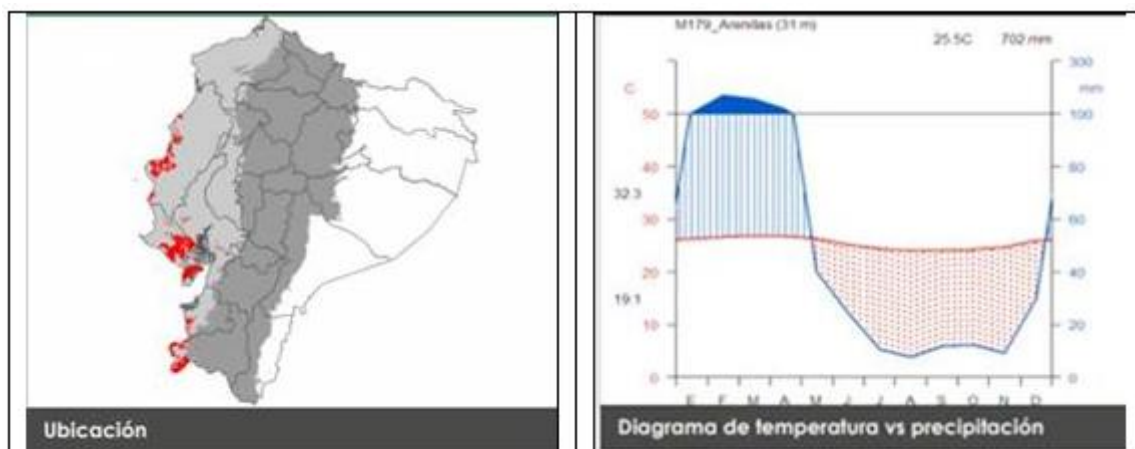 Ubicación
M179_Arenillas (31 m)
25.5C 702 mm
300
C
mm
50
100
40
80
32.3
30
60
20
40
19.1
10
20
0
0
E F M A M J J A S O N D
Diagrama de temperatura vs precipitación